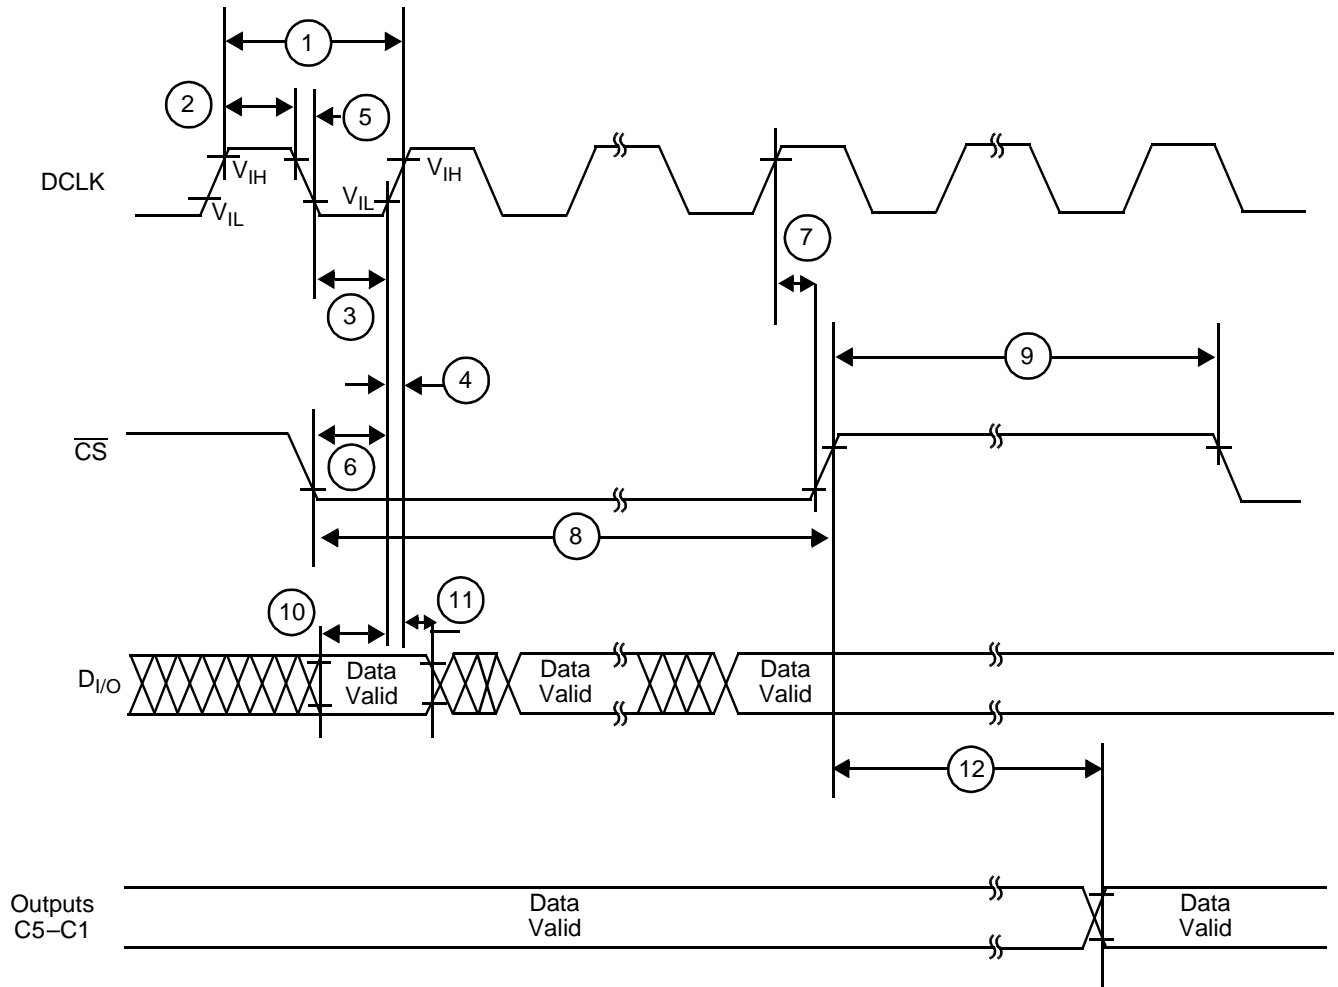 1
2
5
DCLK
VIH
VIL
VIL
VIH
7
3
4
9
CS
6
8
10
11
DI/O
Data
Valid
Data
Valid
Data
Valid
12
Outputs
C5–C1
Data
Valid
Data
Valid